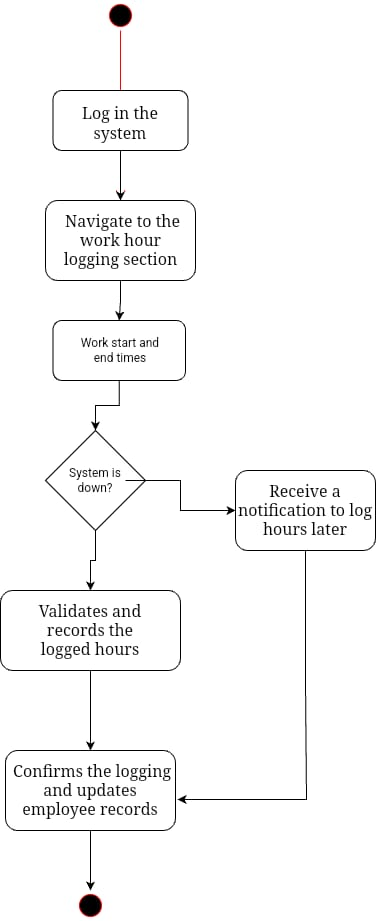 Log in the
system
Navigate to the
work hour
logging section
Work start and
end times
System is
down?
Receive a
notification to log
hours later
Validates and
records the
logged hours
Confirms the logging
and updates
employee records